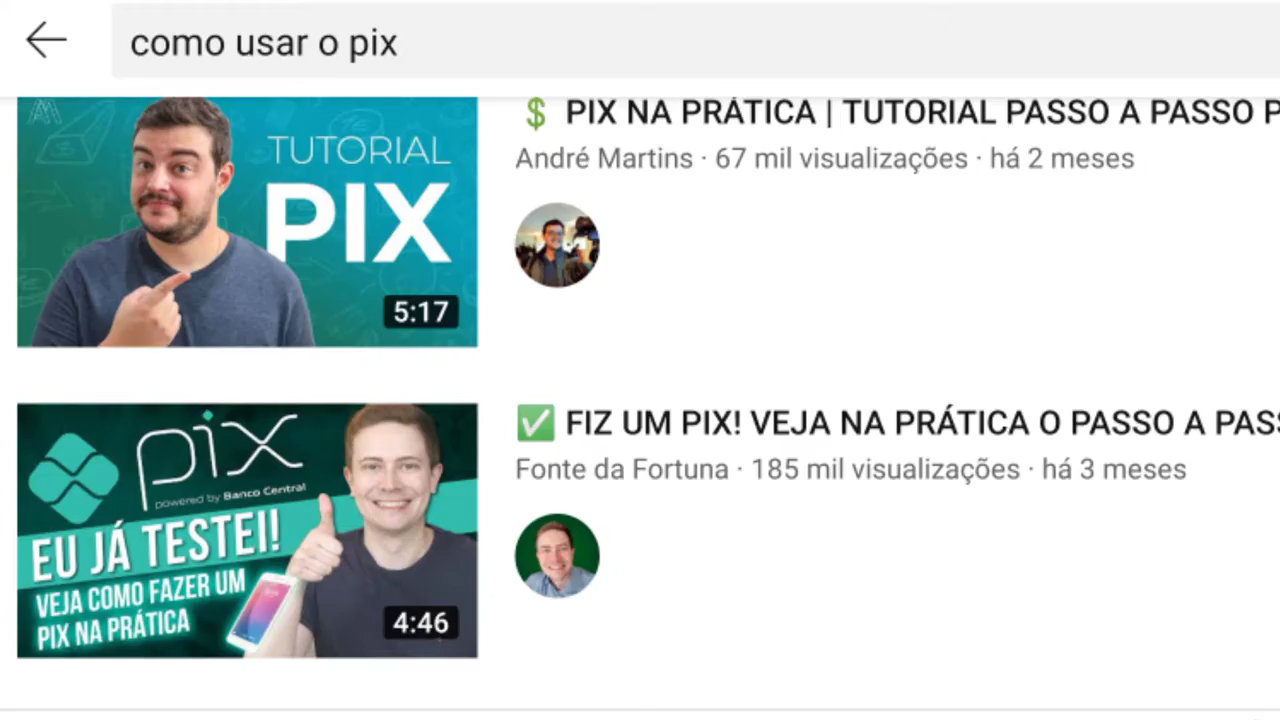 como usar o pix
TUTORIAL
PIX
5:17
PIX NA PRÁTICA | TUTORIAL PASSO A PASSO P
André Martins · 67 mil visualizações · há 2 meses
pix
powered by Banco Central
EU JÁ TESTEI!
VEJA COMO FAZER UM
PIX NA PRÁTICA
4:46
✅ FIZ UM PIX! VEJA NA PRÁTICA O PASSO A PASS
Fonte da Fortuna · 185 mil visualizações · há 3 meses